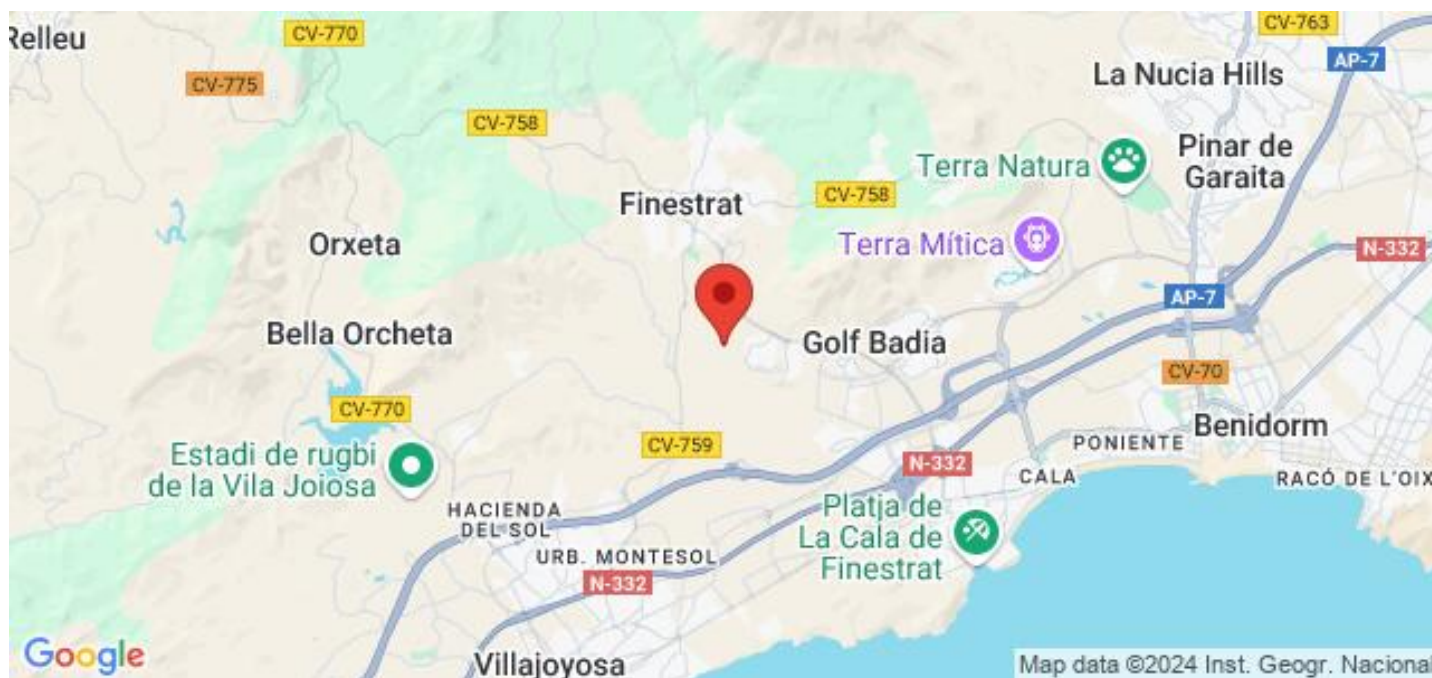 Relleu
CV-770
CV-763
AP-7
La Nucia Hills
CV-775
CV-758
Terra Natura
Pinar de
Garaita
Finestrat
CV-758
Orxeta
Terra Mítica
N-332
AP-7
Bella Orcheta
Golf Badia
CV-70
CV-770
Benidorm
CV-759
PONIENTE
Estadi de rugbi
de la Vila Joiosa
N-332
CALA
RACÓ DE L'OIX
HACIENDA
DEL SOL
Platja de
La Cala de
Finestrat
URB. MONTESOL
N-332
Google
Villajoyosa
Map data ©2024 Inst. Geogr. Nacional